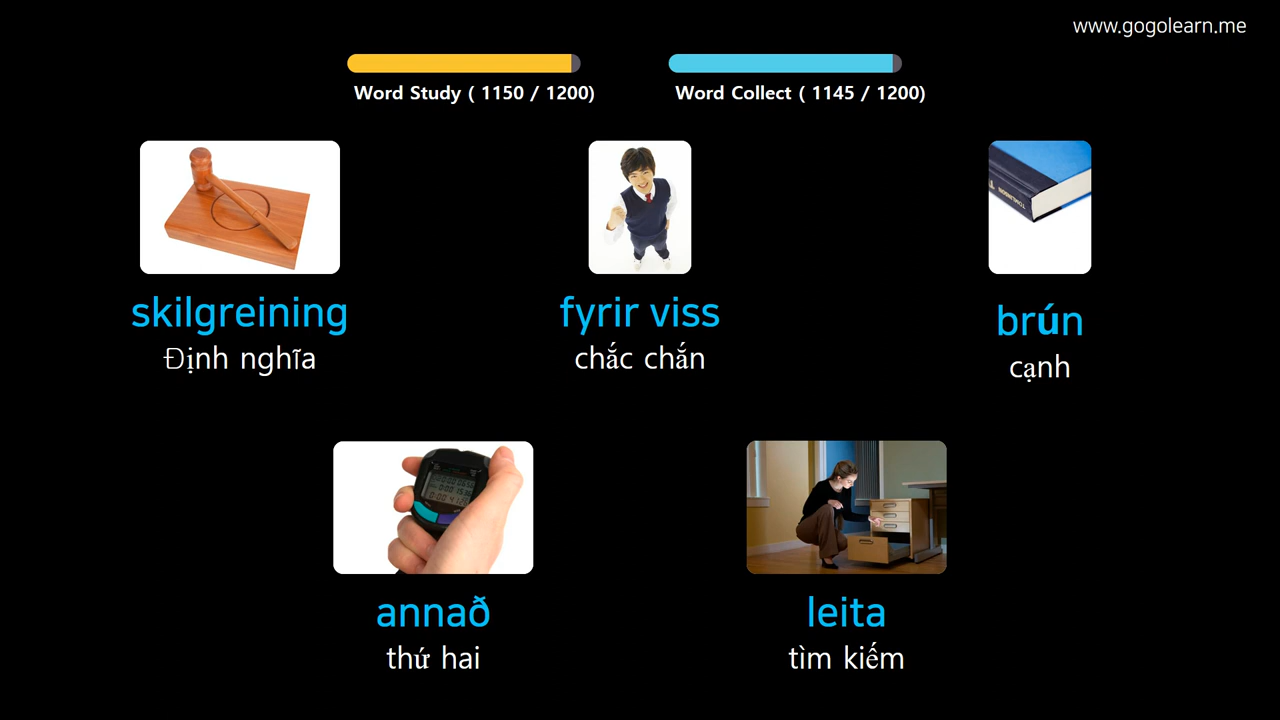 www.gogolearn.me
Word Study ( 1150 / 1200)
Word Collect ( 1145 / 1200)
skilgreining
Định nghĩa
fyrir viss
chắc chắn
brún
cạnh
annað
thứ hai
leita
tìm kiếm